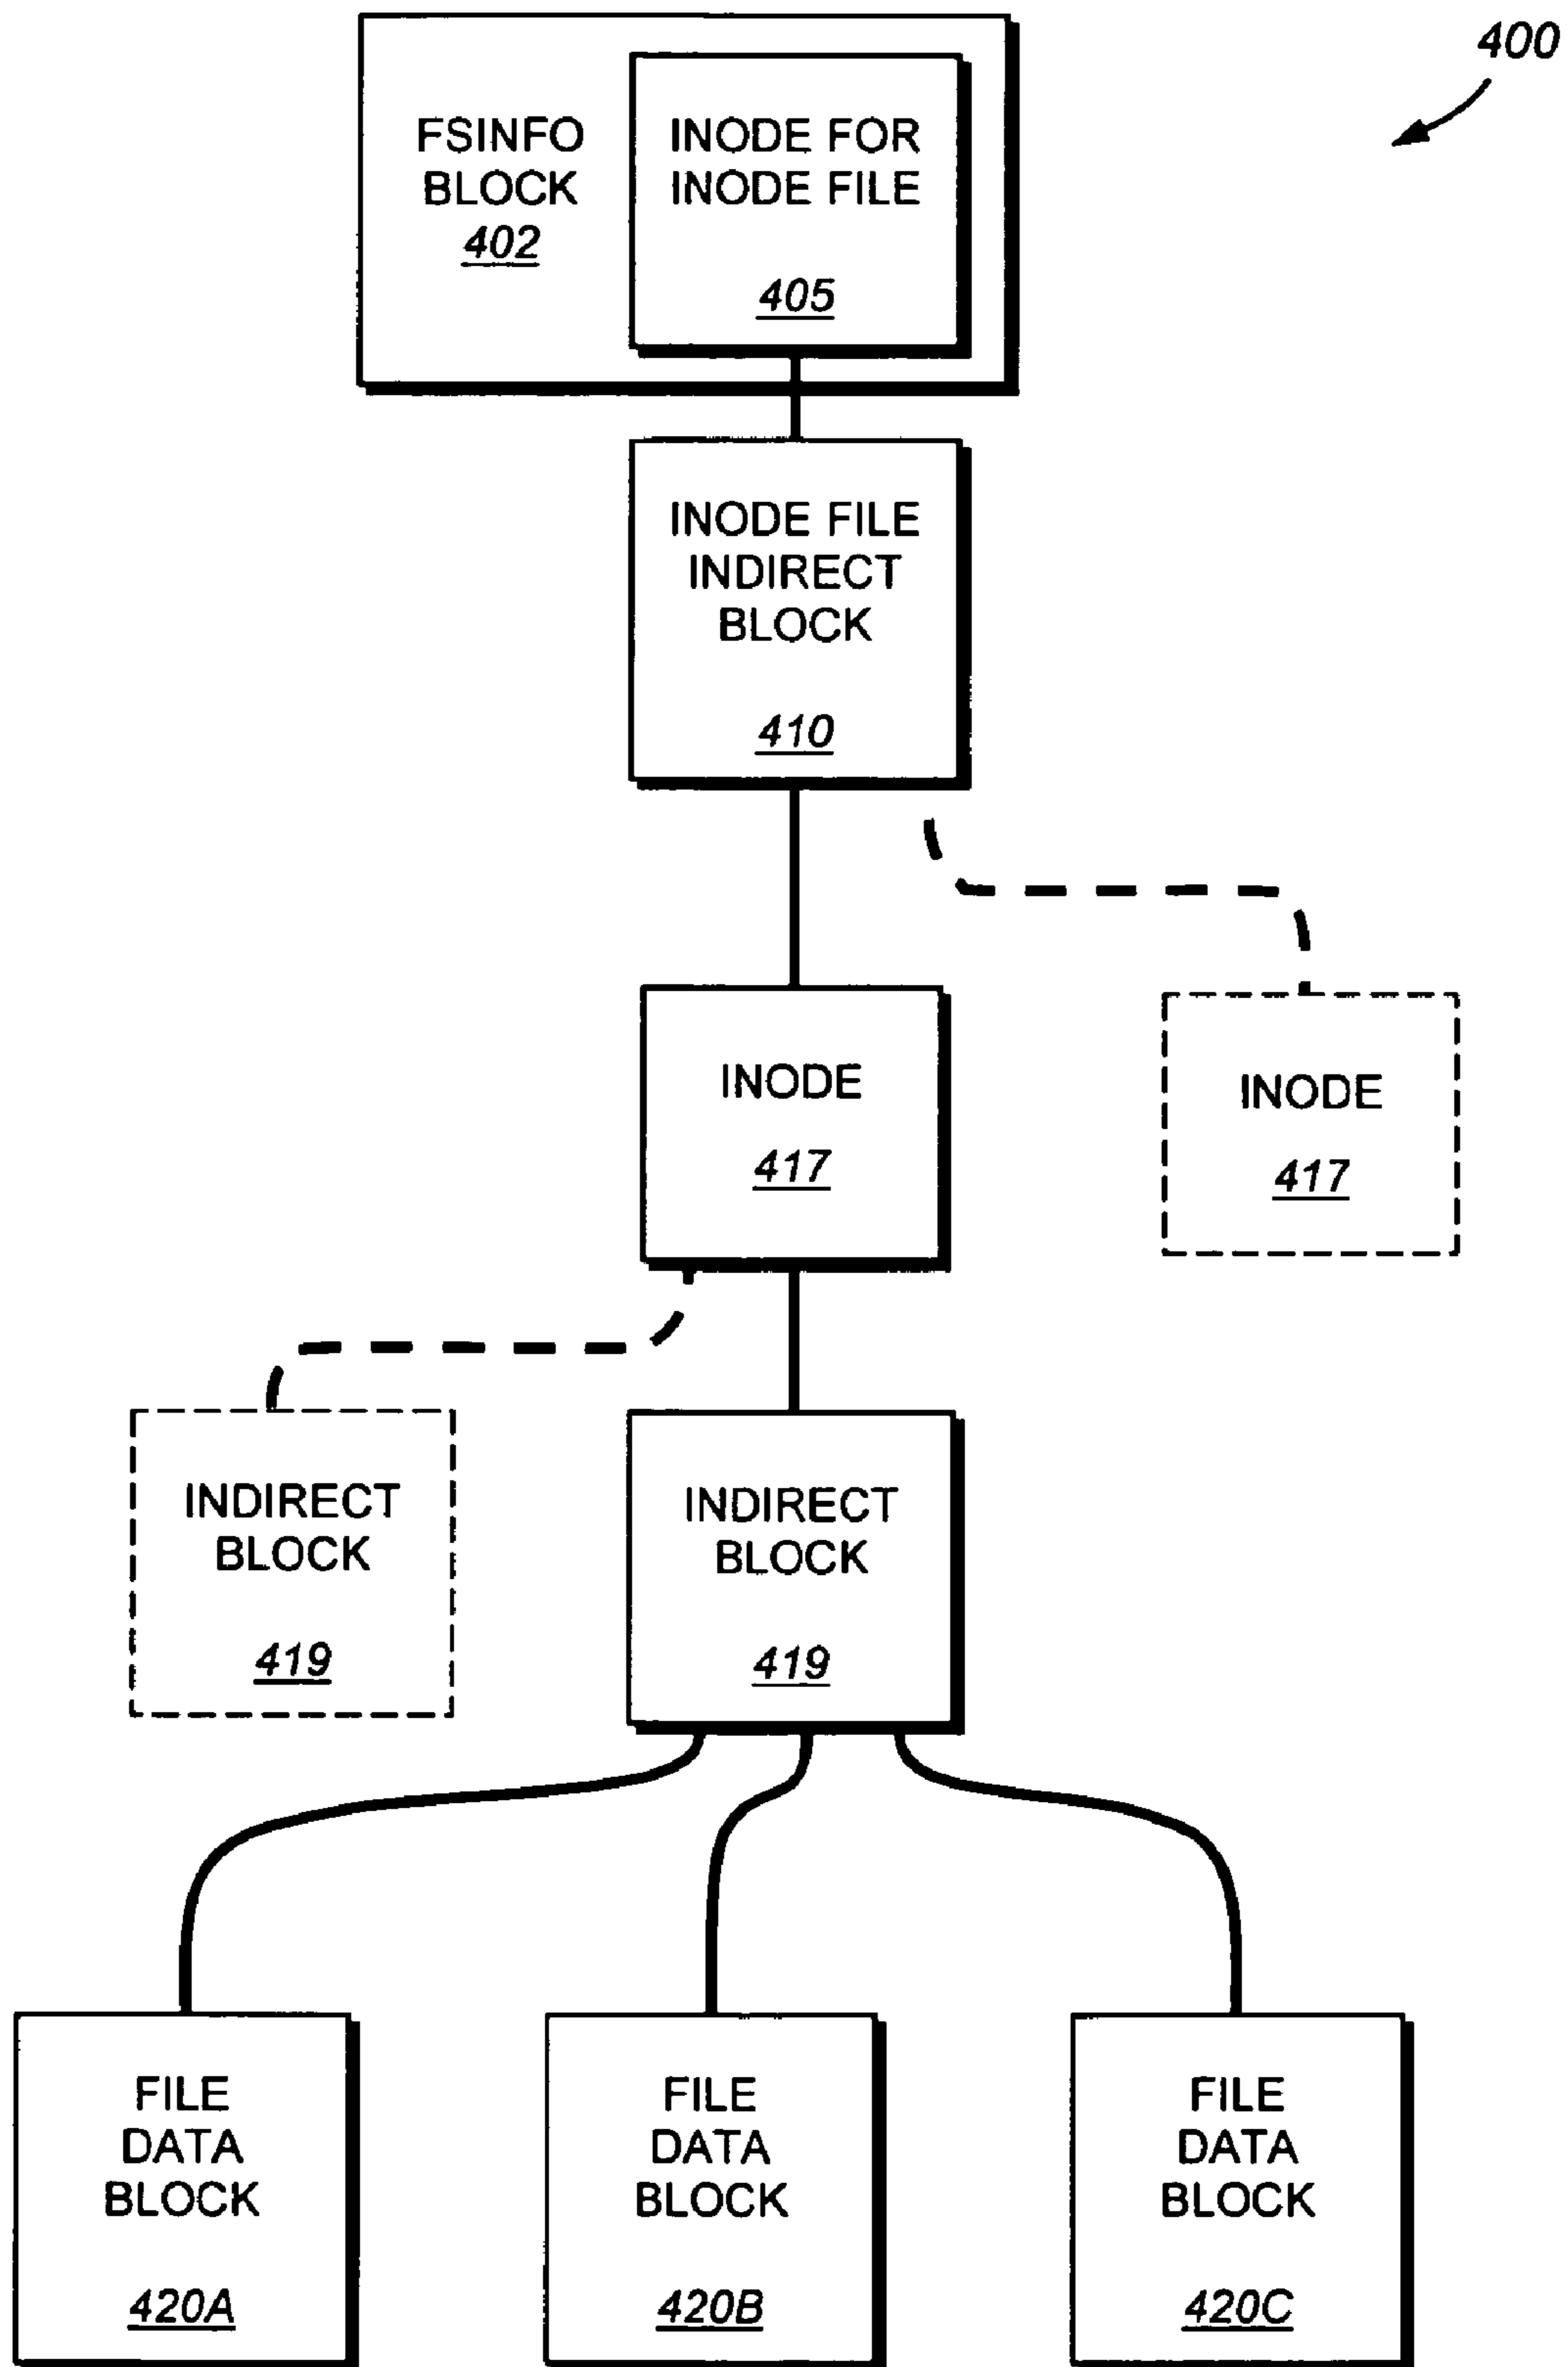 400
FSINFO
BLOCK
402
INODE FOR
INODE FILE
405
INODE FILE
INDIRECT
BLOCK
410
INODE
417
INODE
417
INDIRECT
BLOCK
419
INDIRECT
BLOCK
419
FILE
DATA
BLOCK
420A
FILE
DATA
BLOCK
420B
FILE
DATA
BLOCK
420C